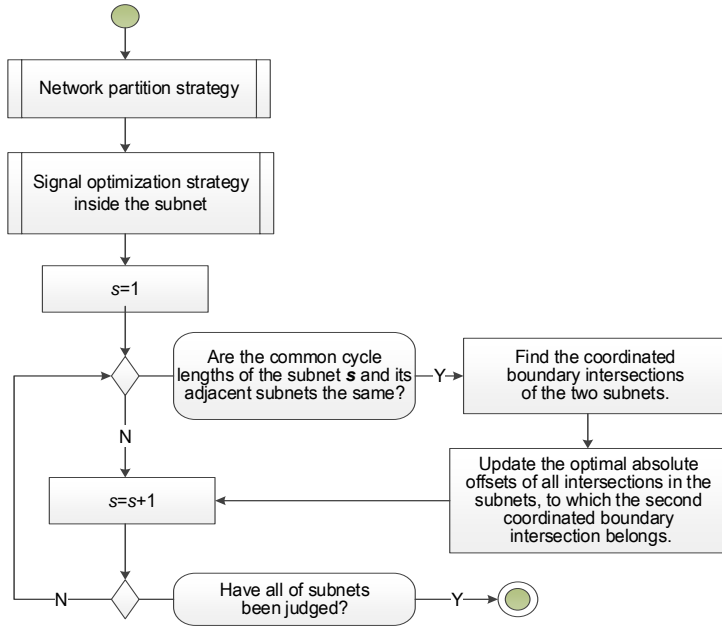 Network partition strategy
Signal optimization strategy
inside the subnet
s=1
Are the common cycle
lengths of the subnet s and its
adjacent subnets the same?
Y
Find the coordinated
boundary intersections
of the two subnets.
N
Update the optimal absolute
offsets of all intersections in the
subnets, to which the second
coordinated boundary
intersection belongs.
s=s+1
N
Have all of subnets
been judged?
Y